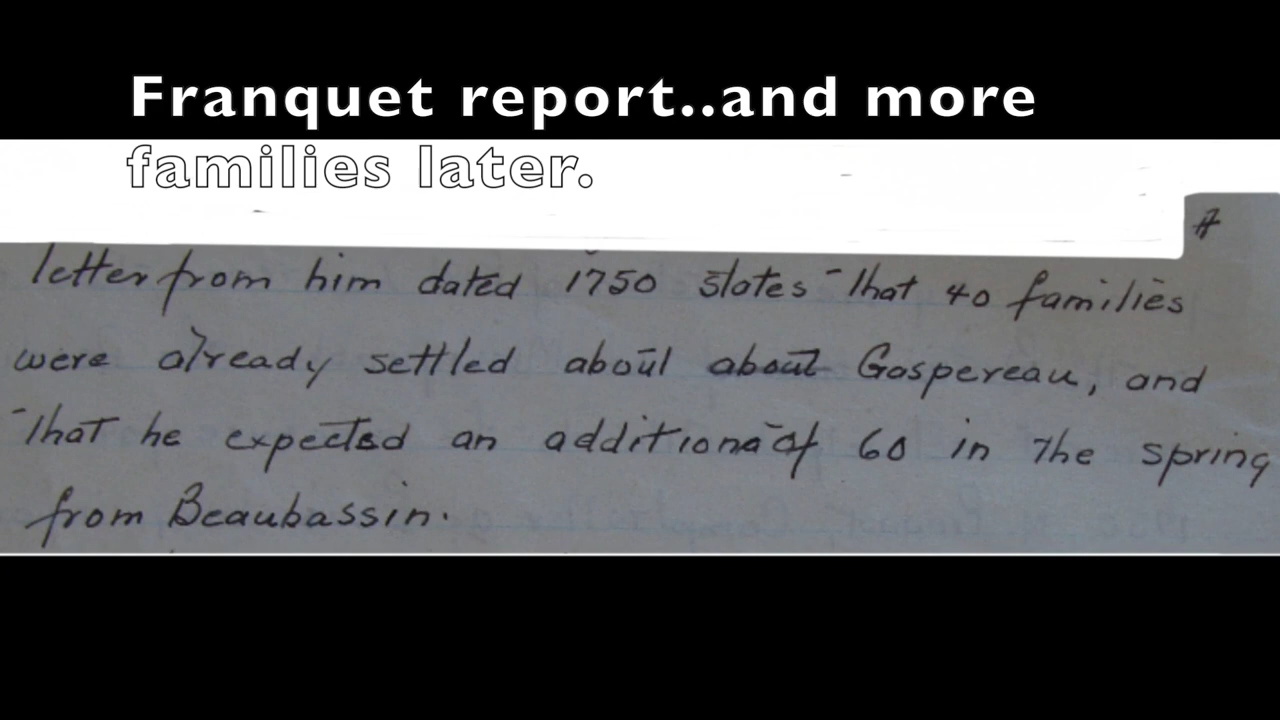 Franquet report..and more
families later.
A
letter from him dated 1750 states that 40 families
were already settled about about Gaspereau, and
that he expected an additional of 60 in the spring
from Beaubassin.